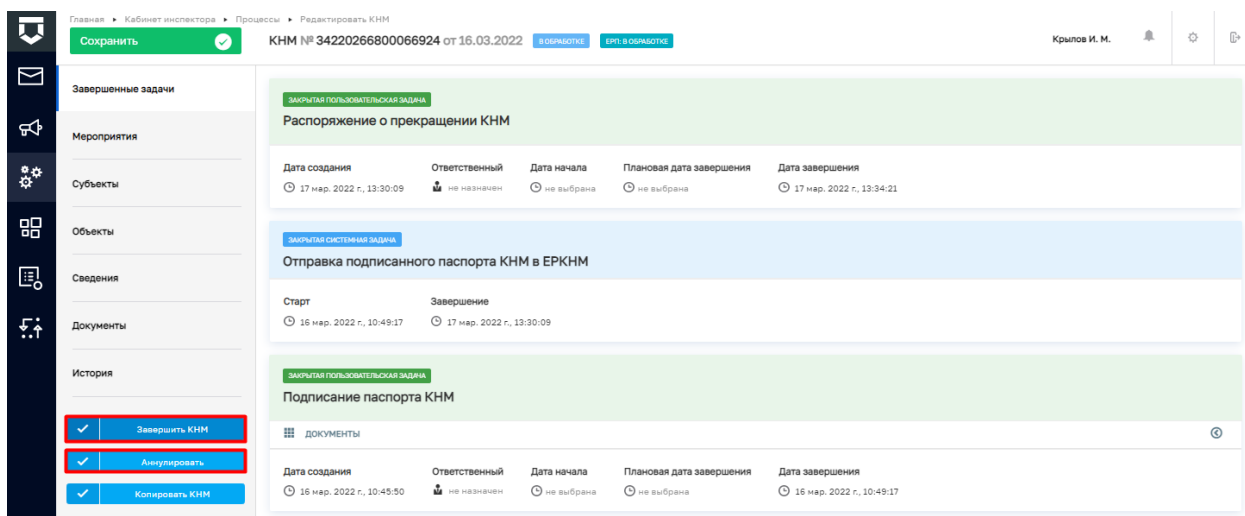 Главная ▸ Кабинет инспектора ▸ Процессы ▸ Редактировать КНМ
Сохранить
КНМ № 34220266800066924 от 16.03.2022 В ОБРАБОТКЕ ЕРП: В ОБРАБОТКЕ
Крылов И. М.
Завершенные задачи
Мероприятия
Субъекты
Объекты
Сведения
Документы
История
Завершить КНМ
Аннулировать
Копировать КНМ
ЗАКРЫТАЯ ПОЛЬЗОВАТЕЛЬСКАЯ ЗАДАЧА
Распоряжение о прекращении КНМ
Дата создания Ответственный Дата начала Плановая дата завершения Дата завершения
17 мар. 2022 г., 13:30:09 не назначен не выбрана не выбрана 17 мар. 2022 г., 13:34:21
ЗАКРЫТАЯ СИСТЕМНАЯ ЗАДАЧА
Отправка подписанного паспорта КНМ в ЕРКНМ
Старт Завершение
16 мар. 2022 г., 10:49:17 17 мар. 2022 г., 13:30:09
ЗАКРЫТАЯ ПОЛЬЗОВАТЕЛЬСКАЯ ЗАДАЧА
Подписание паспорта КНМ
ДОКУМЕНТЫ
Дата создания Ответственный Дата начала Плановая дата завершения Дата завершения
16 мар. 2022 г., 10:45:50 не назначен не выбрана не выбрана 16 мар. 2022 г., 10:49:17